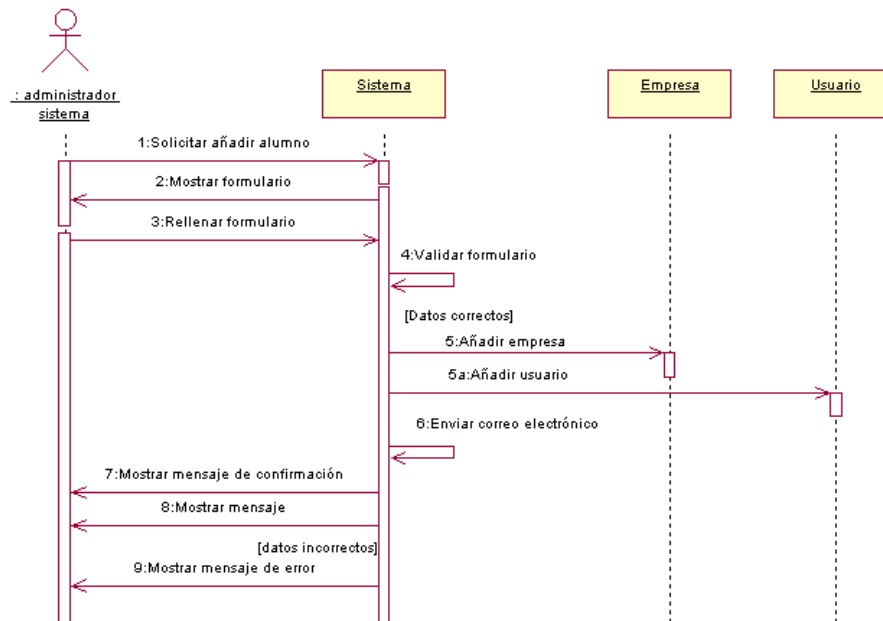 : administrador
sistema
Sistema
Empresa
Usuario
1:Solicitar añadir alumno
2:Mostrar formulario
3:Rellenar formulario
4:Validar formulario
[Datos correctos]
5:Añadir empresa
5a:Añadir usuario
6:Enviar correo electrónico
7:Mostrar mensaje de confirmación
8:Mostrar mensaje
[datos incorrectos]
9:Mostrar mensaje de error